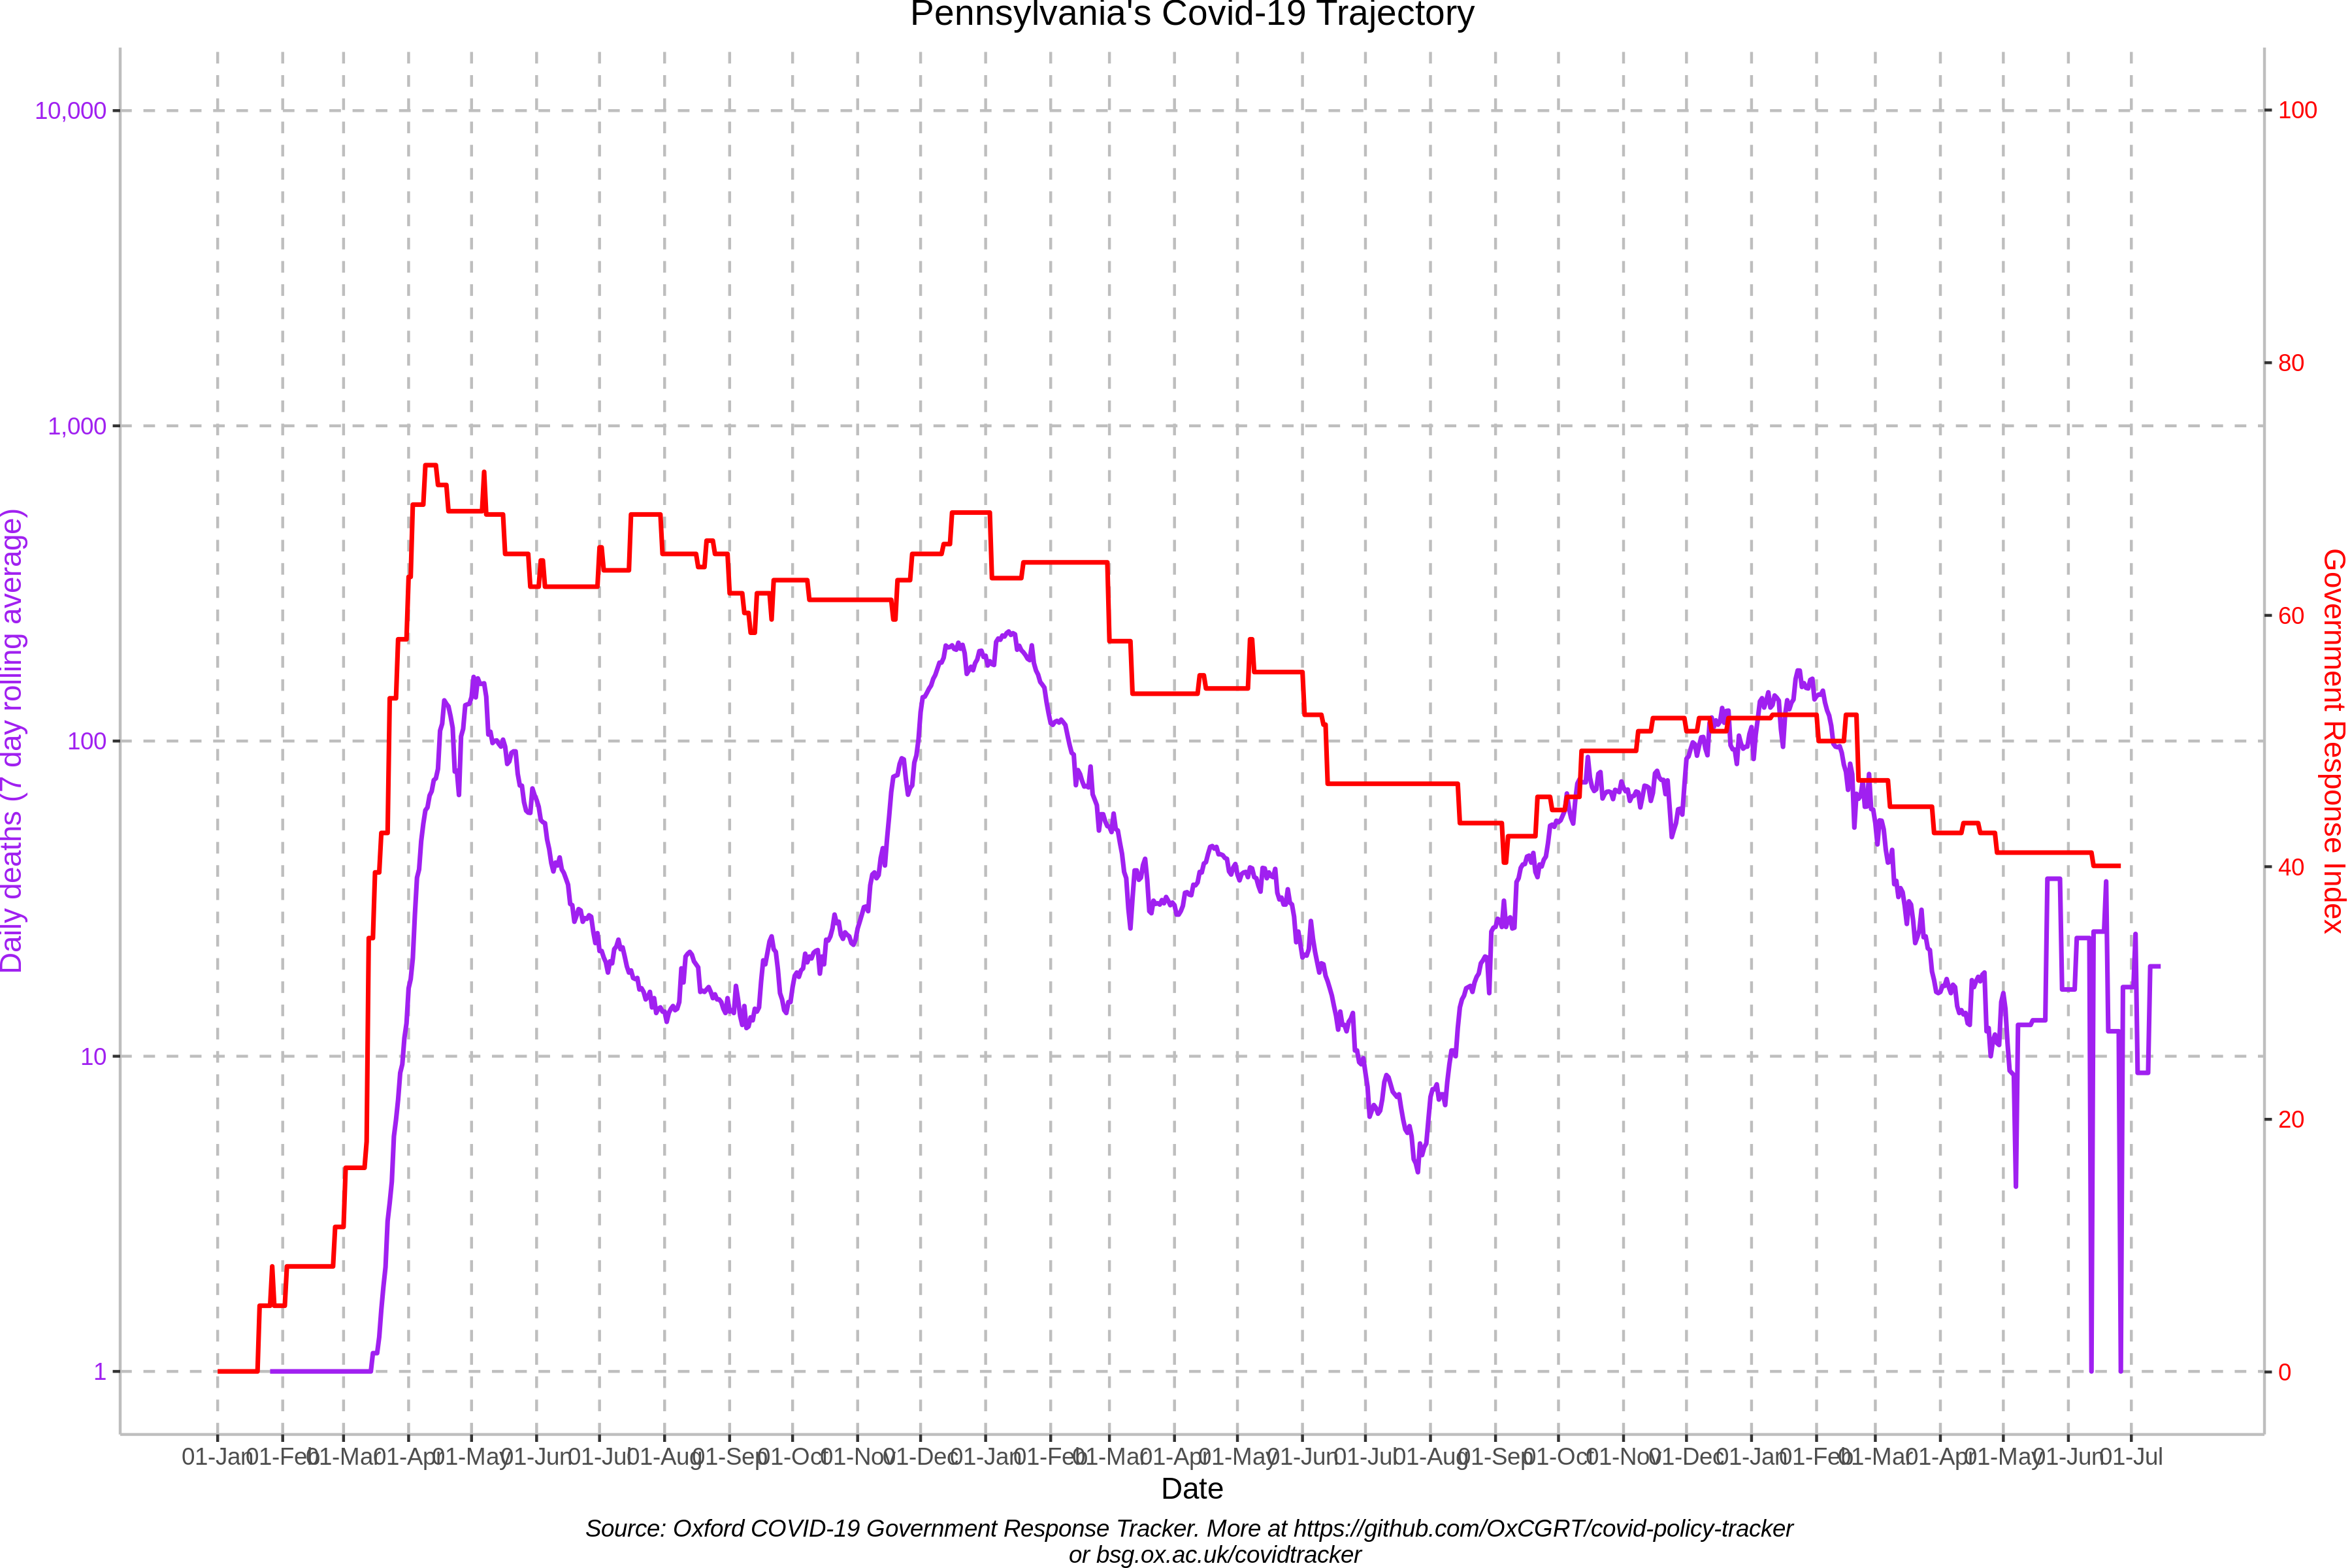 Pennsylvania's Covid-19 Trajectory
10,000
1,000
100
10
1
Daily deaths (7 day rolling average)
100
80
60
40
20
0
Government Response Index
01-Jan 01-Feb 01-Mar 01-Apr 01-May 01-Jun 01-Jul 01-Aug 01-Sep 01-Oct 01-Nov 01-Dec 01-Jan 01-Feb 01-Mar 01-Apr 01-May 01-Jun 01-Jul 01-Aug 01-Sep 01-Oct 01-Nov 01-Dec 01-Jan 01-Feb 01-Mar 01-Apr 01-May 01-Jun 01-Jul
Date
Source: Oxford COVID-19 Government Response Tracker. More at https://github.com/OxCGRT/covid-policy-tracker
or bsg.ox.ac.uk/covidtracker